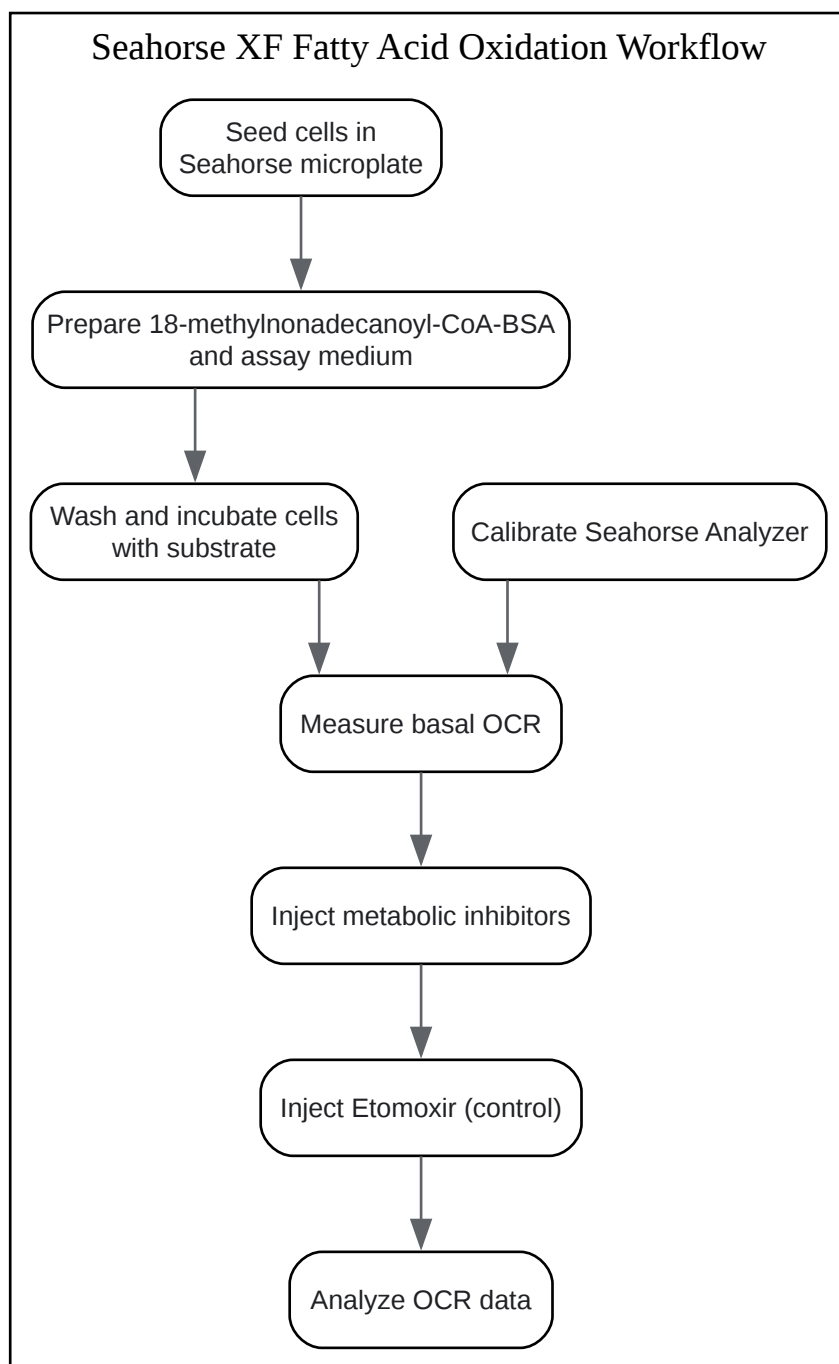 Seahorse XF Fatty Acid Oxidation Workflow
Seed cells in
Seahorse microplate
Prepare 18-methylnonadecanoyl-CoA-BSA
and assay medium
Wash and incubate cells
with substrate
Calibrate Seahorse Analyzer
Measure basal OCR
Inject metabolic inhibitors
Inject Etomoxir (control)
Analyze OCR data